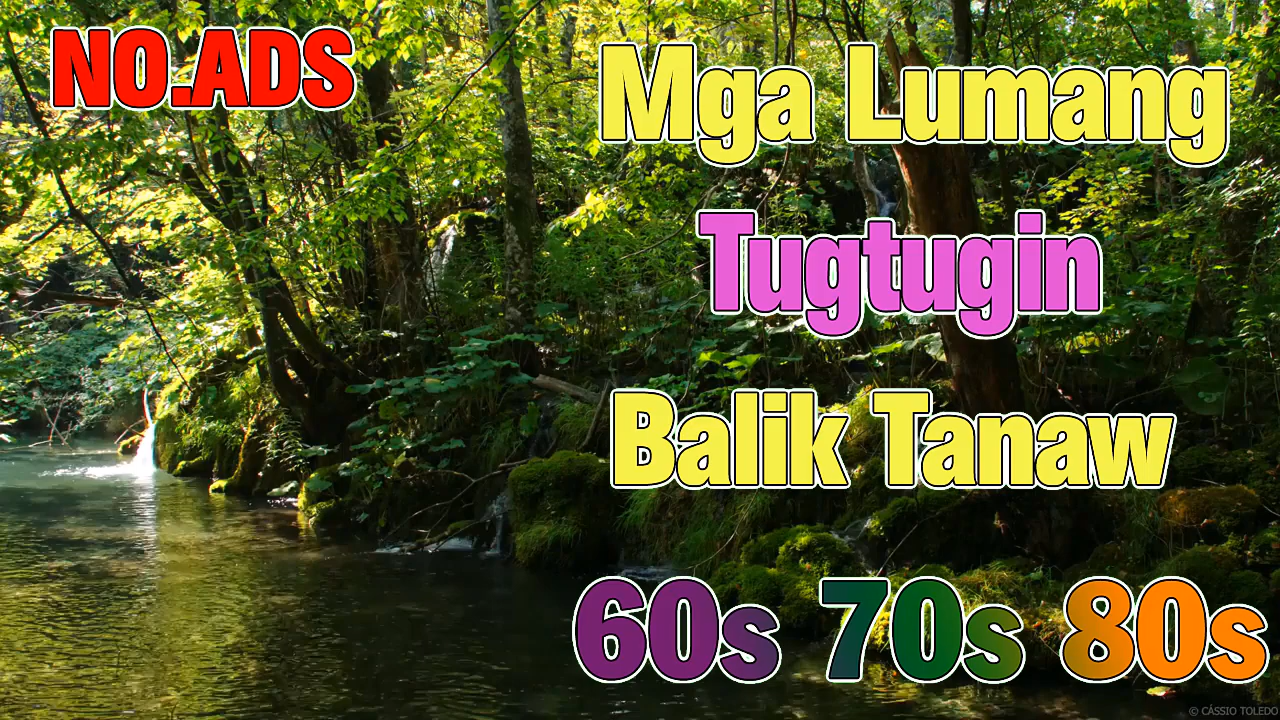 NO.ADS
Mga Lumang
Tugtugin
Balik Tanaw
60s 70s 80s
© CÁSSIO TOLEDO